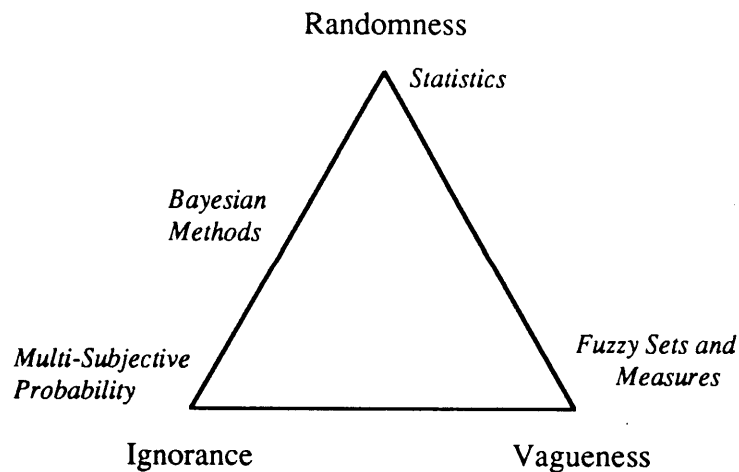 Randomness
Statistics
Bayesian
Methods
Multi-Subjective
Probability
Fuzzy Sets and
Measures
Ignorance
Vagueness